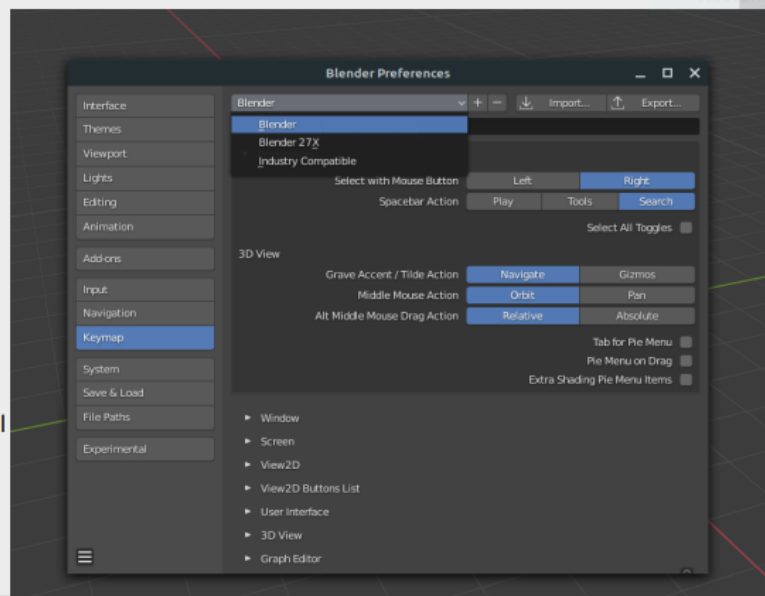 Blender Preferences
Interface
Themes
Viewport
Lights
Editing
Animation
Add-ons
Input
Navigation
Keymap
System
Save & Load
File Paths
Experimental
Blender
Import...
Export...
Blender
Blender 27X
Industry Compatible
Select with Mouse Button Left Right
Spacebar Action Play Tools Search
Select All Toggles
3D View
Grave Accent / Tilde Action Navigate Gizmos
Middle Mouse Action Orbit Pan
Alt Middle Mouse Drag Action Relative Absolute
Tab for Pie Menu
Pie Menu on Drag
Extra Shading Pie Menu Items
Window
Screen
View2D
View2D Buttons List
User Interface
3D View
Graph Editor